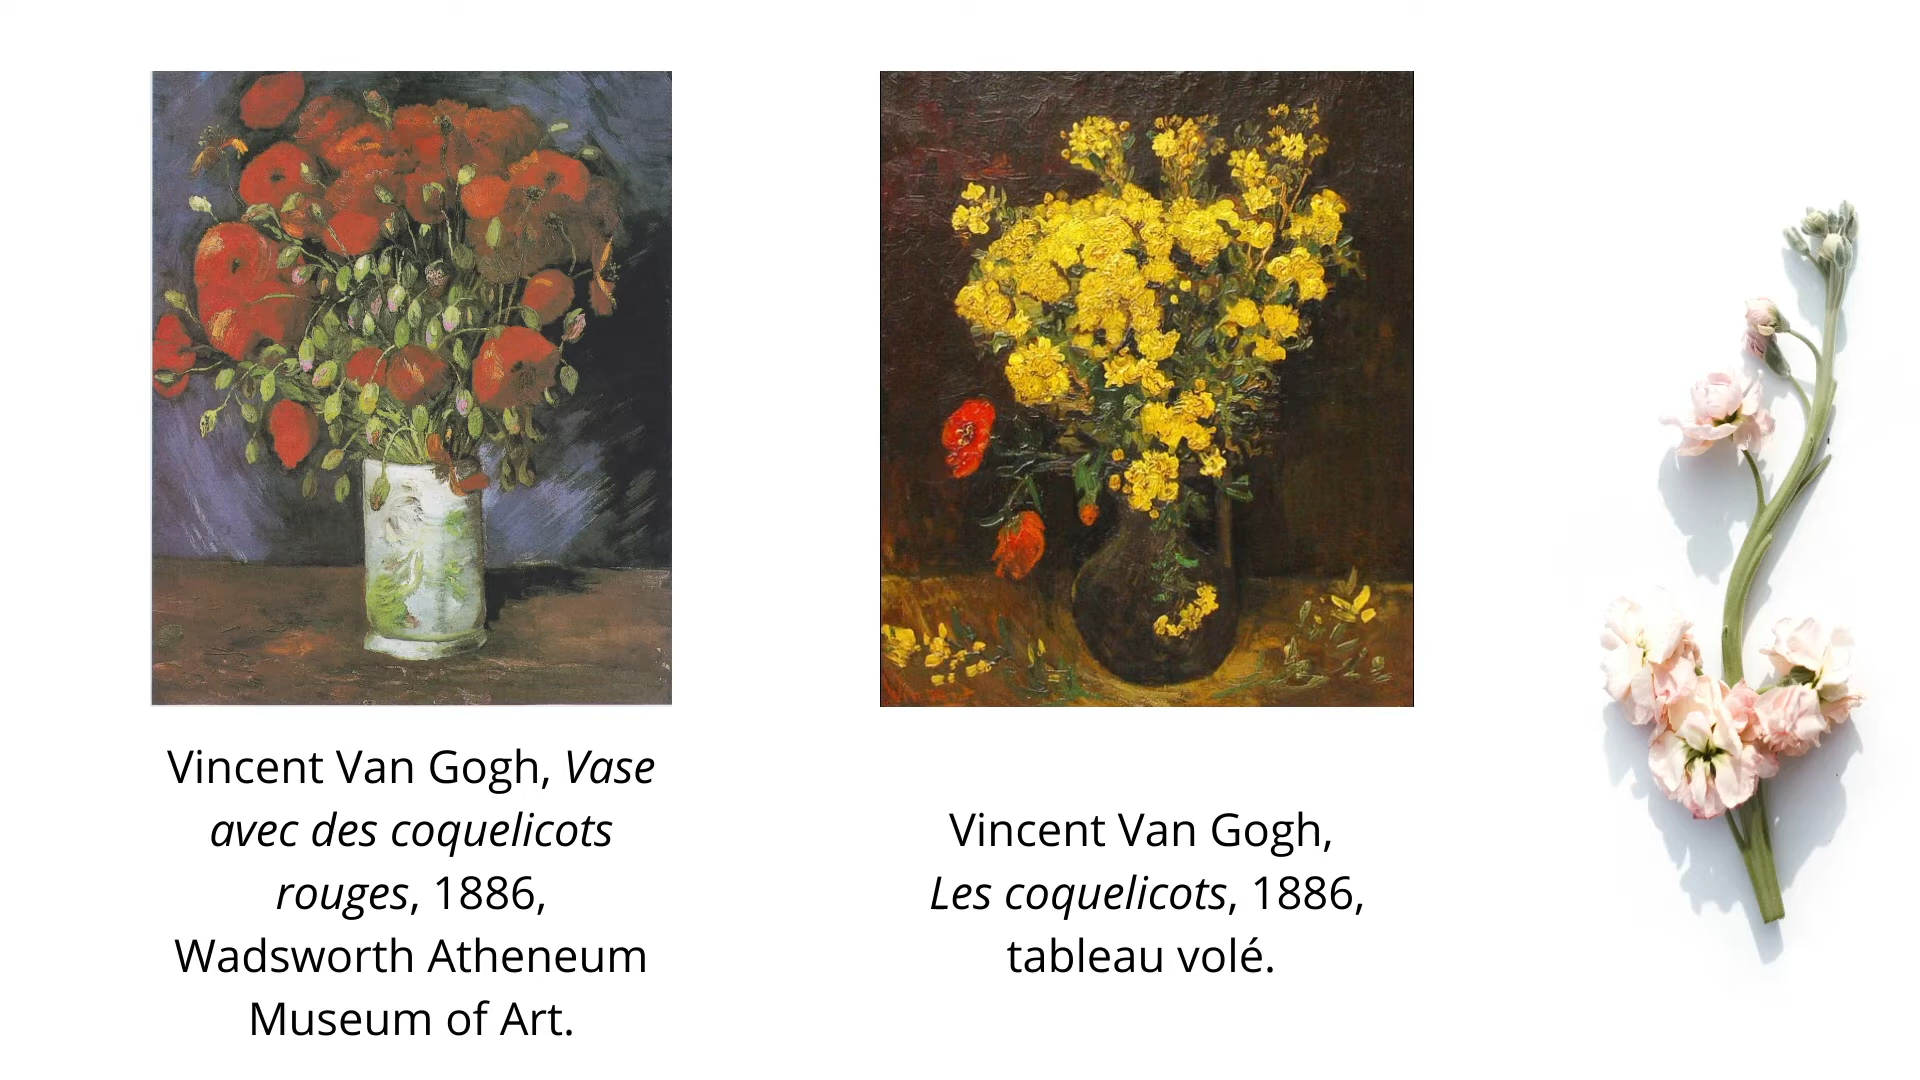 Vincent Van Gogh, Vase
avec des coquelicots
rouges, 1886,
Wadsworth Atheneum
Museum of Art.
Vincent Van Gogh,
Les coquelicots, 1886,
tableau volé.